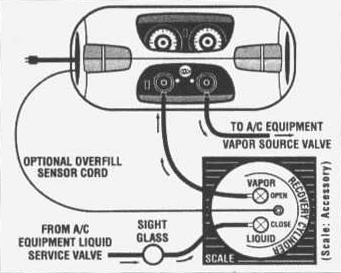 TO A/C EQUIPMENT
VAPOR SOURCE VALVE
OPTIONAL OVERFILL
SENSOR CORD
VAPOR
OPEN
RECOVERY CYLINDER
CLOSE
LIQUID
SCALE
(Scale: Accessory)
SIGHT
GLASS
FROM A/C
EQUIPMENT LIQUID
SERVICE VALVE